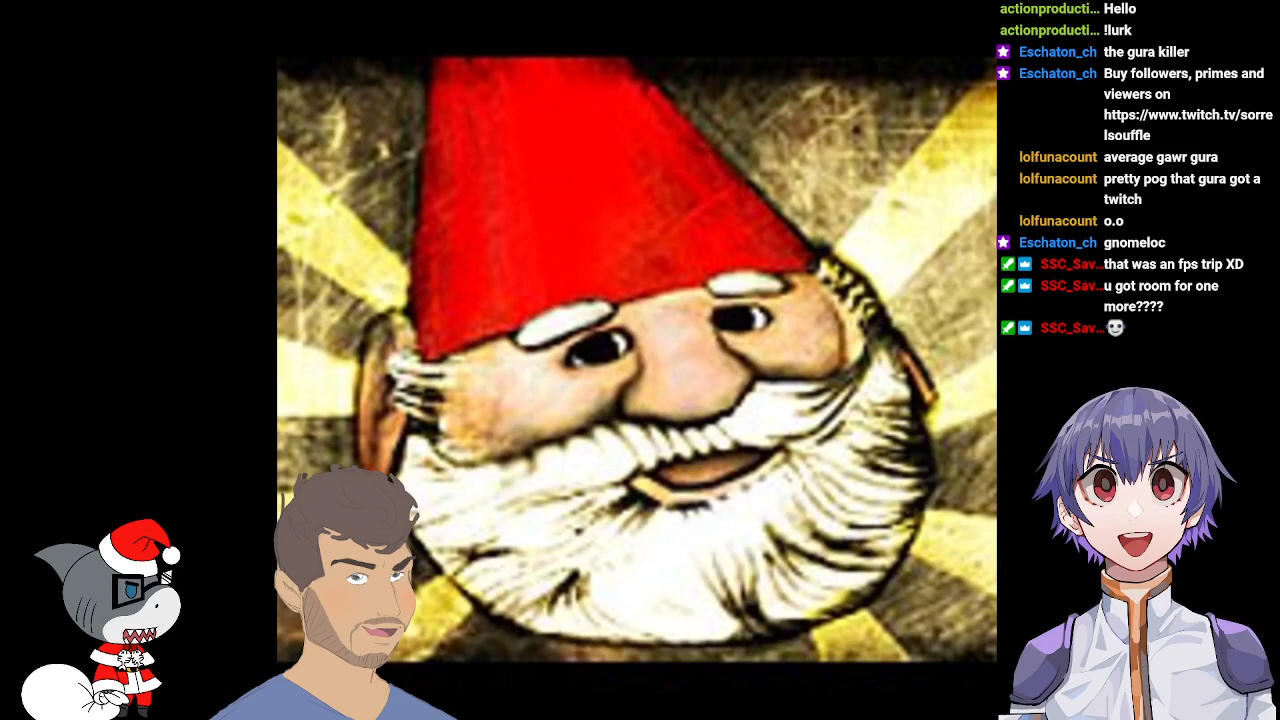 actionproducti... Hello
actionproducti... !lurk
Eschaton_ch the gura killer
Eschaton_ch Buy followers, primes and
viewers on
https://www.twitch.tv/sorre
lsouffle
lolfunacount average gawr gura
lolfunacount pretty pog that gura got a
twitch
lolfunacount o.o
Eschaton_ch gnomeloc
SSC_Sav... that was an fps trip XD
SSC_Sav... u got room for one
more????
SSC_Sav...